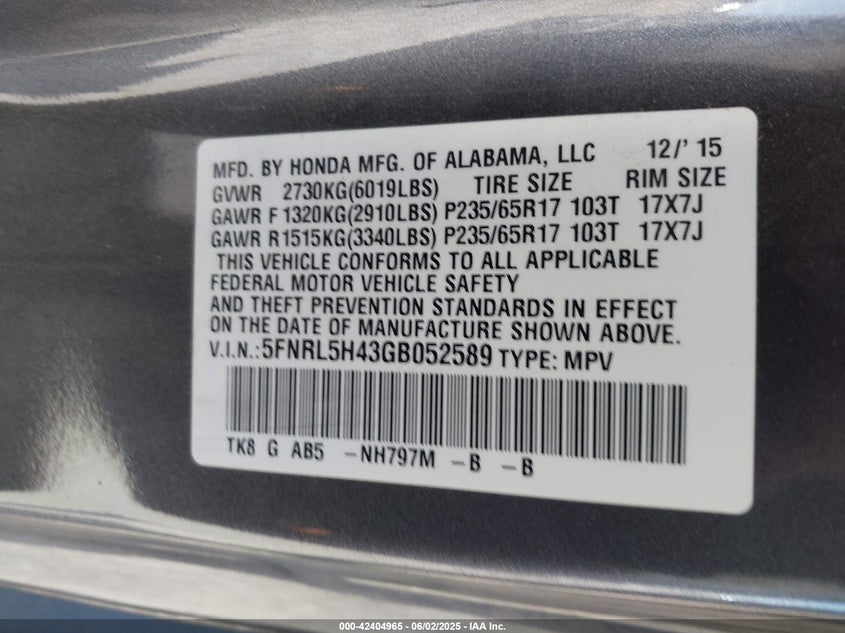 MFD. BY HONDA MFG. OF ALABAMA, LLC 12/' 15
GVWR 2730KG(6019LBS) TIRE SIZE RIM SIZE
GAWR F1320KG(2910LBS) P235/65R17 103T 17X7J
GAWR R1515KG(3340LBS) P235/65R17 103T 17X7J
THIS VEHICLE CONFORMS TO ALL APPLICABLE
FEDERAL MOTOR VEHICLE SAFETY
AND THEFT PREVENTION STANDARDS IN EFFECT
ON THE DATE OF MANUFACTURE SHOWN ABOVE.
V.I.N.:5FNRL5H43GB052589 TYPE: MPV
TK8 G AB5 -NH797M -B -B
000-42404965 - 06/02/2025 - IAA Inc.